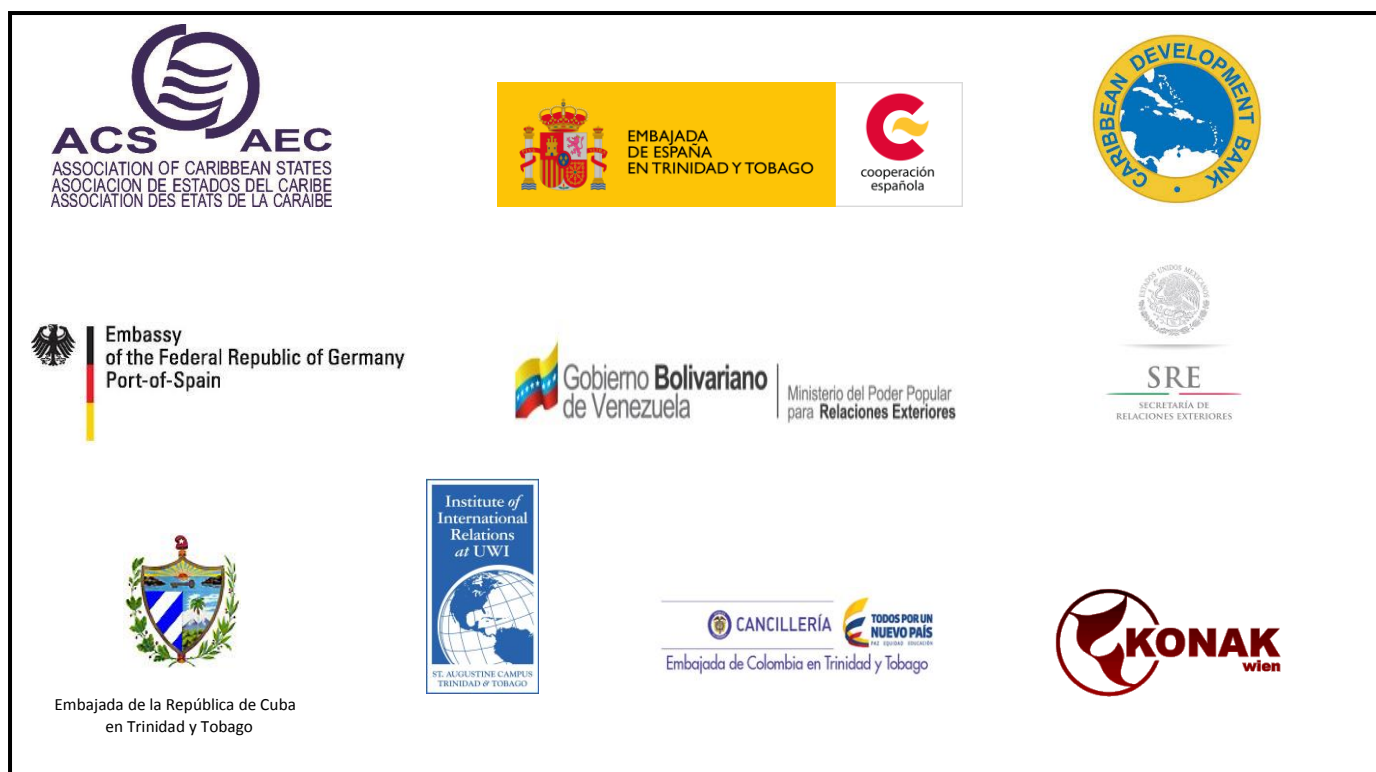 ACS AEC
ASSOCIATION OF CARIBBEAN STATES
ASOCIACION DE ESTADOS DEL CARIBE
ASSOCIATION DES ETATS DE LA CARAIBE
EMBAJADA
DE ESPAÑA
EN TRINIDAD Y TOBAGO
cooperación
española
CARIBBEAN DEVELOPMENT BANK
Embassy
of the Federal Republic of Germany
Port-of-Spain
Gobierno Bolivariano
de Venezuela
Ministerio del Poder Popular
para Relaciones Exteriores
ESTADOS UNIDOS MEXICANOS
SRE
SECRETARÍA DE
RELACIONES EXTERIORES
Embajada de la República de Cuba
en Trinidad y Tobago
Institute of
International
Relations
at UWI
ST. AUGUSTINE CAMPUS
TRINIDAD & TOBAGO
CANCILLERÍA
TODOS POR UN
NUEVO PAÍS
PAZ EQUIDAD EDUCACIÓN
Embajada de Colombia en Trinidad y Tobago
KONAK
wien